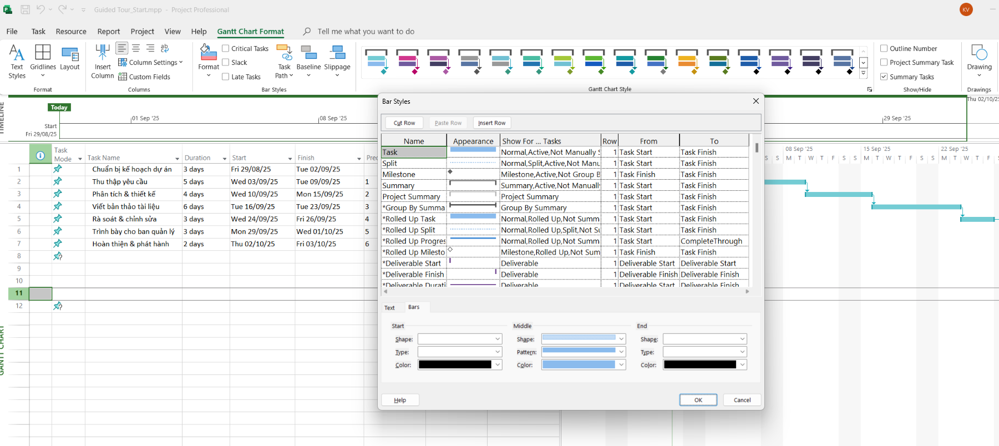 Guided Tour_Start.mpp - Project Professional
KV
File Task Resource Report Project View Help Gantt Chart Format Tell me what you want to do
Text Styles
Gridlines
Layout
Format
Insert Column
Column Settings
Custom Fields
Columns
Format
Critical Tasks
Slack
Late Tasks
Task Path
Baseline
Slippage
Bar Styles
Gantt Chart Style
Outline Number
Project Summary Task
Summary Tasks
Show/Hide
Drawing
Drawings
TIMELINE
Today
Start
Fri 29/08/25
01 Sep '25
08 Sep '25
29 Sep '25
Thu 02/10/25
Task Mode Task Name Duration Start Finish Pred
1 Chuẩn bị kế hoạch dự án 3 days Fri 29/08/25 Tue 02/09/25
2 Thu thập yêu cầu 5 days Wed 03/09/25 Tue 09/09/25 1
3 Phân tích & thiết kế 4 days Wed 10/09/25 Mon 15/09/25 2
4 Viết bản thảo tài liệu 6 days Tue 16/09/25 Tue 23/09/25 3
5 Rà soát & chỉnh sửa 3 days Wed 24/09/25 Fri 26/09/25 4
6 Trình bày cho ban quản lý 3 days Mon 29/09/25 Wed 01/10/25 5
7 Hoàn thiện & phát hành 2 days Thu 02/10/25 Fri 03/10/25 6
8
9
10
11
12
GANTT CHART
08 Sep '25 15 Sep '25 22 Sep '25
S S M T W T F S S M T W T F S S M T W T F S
Bar Styles
Cut Row Paste Row Insert Row
Name Appearance Show For ... Tasks Row From To
Task Normal,Active,Not Manually S 1 Task Start Task Finish
Split Normal,Split,Active,Not Manu 1 Task Start Task Finish
Milestone Milestone,Active,Not Group B 1 Task Finish Task Finish
Summary Summary,Active,Not Manually 1 Task Start Task Finish
Project Summary Project Summary 1 Task Start Task Finish
*Group By Summa Group By Summary 1 Task Start Task Finish
*Rolled Up Task Normal,Rolled Up,Not Summ 1 Task Start Task Finish
*Rolled Up Split Normal,Rolled Up,Split,Not Su 1 Task Start Task Finish
*Rolled Up Progres Normal,Rolled Up,Not Summ 1 Task Start CompleteThrough
*Rolled Up Milesto Milestone,Rolled Up,Not Sum 1 Task Finish Task Finish
*Deliverable Start Deliverable 1 Deliverable Start Deliverable Start
*Deliverable Finish Deliverable 1 Deliverable Finish Deliverable Finish
*Deliverable Durati Deliverable 1 Deliverable Start Deliverable Finish
Text Bars
Start Middle End
Shape: Shape: Shape:
Type: Pattern: Type:
Color: Color: Color:
Help OK Cancel